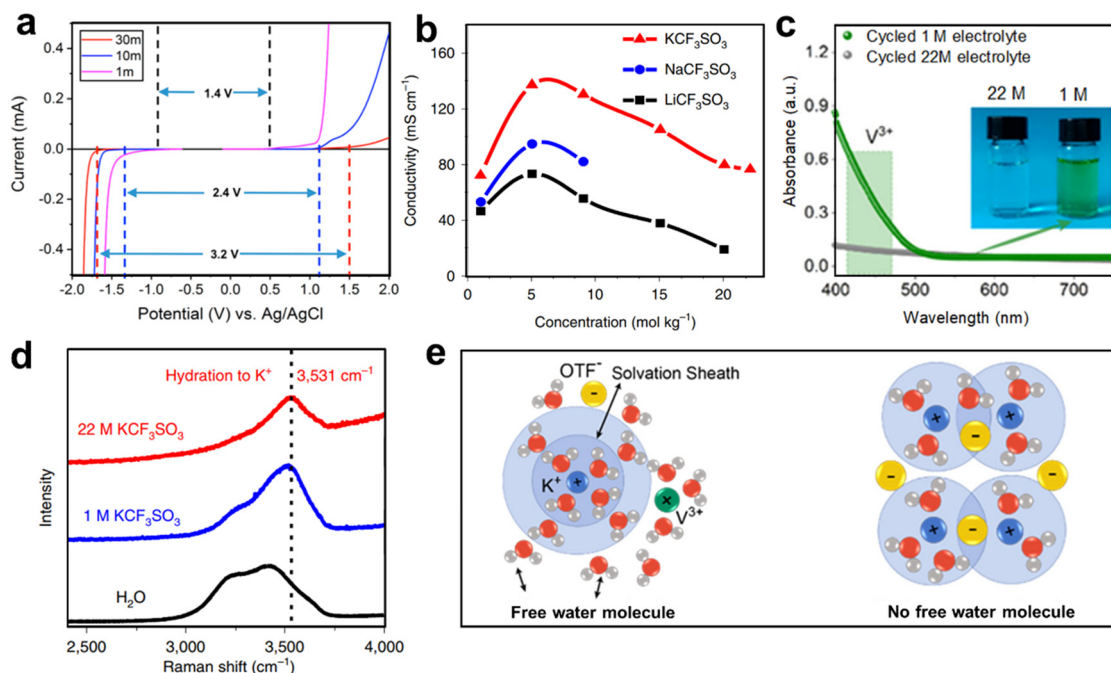 a
30m
10m
1m
1.4 V
2.4 V
3.2 V
0.4
0.2
0.0
-0.2
-0.4
Current (mA)
-2.0 -1.5 -1.0 -0.5 0.0 0.5 1.0 1.5 2.0
Potential (V) vs. Ag/AgCl
b
KCF₃SO₃
NaCF₃SO₃
LiCF₃SO₃
160
120
80
40
0
Conductivity (mS cm⁻¹)
0 5 10 15 20
Concentration (mol kg⁻¹)
c
Cycled 1 M electrolyte
Cycled 22M electrolyte
V³⁺
22 M 1 M
1.2
0.9
0.6
0.3
0.0
Absorbance (a.u.)
400 500 600 700
Wavelength (nm)
d
Hydration to K⁺ 3,531 cm⁻¹
22 M KCF₃SO₃
1 M KCF₃SO₃
H₂O
Intensity
2,500 3,000 3,500 4,000
Raman shift (cm⁻¹)
e
OTF⁻
Solvation Sheath
K⁺
V³⁺
Free water molecule
No free water molecule